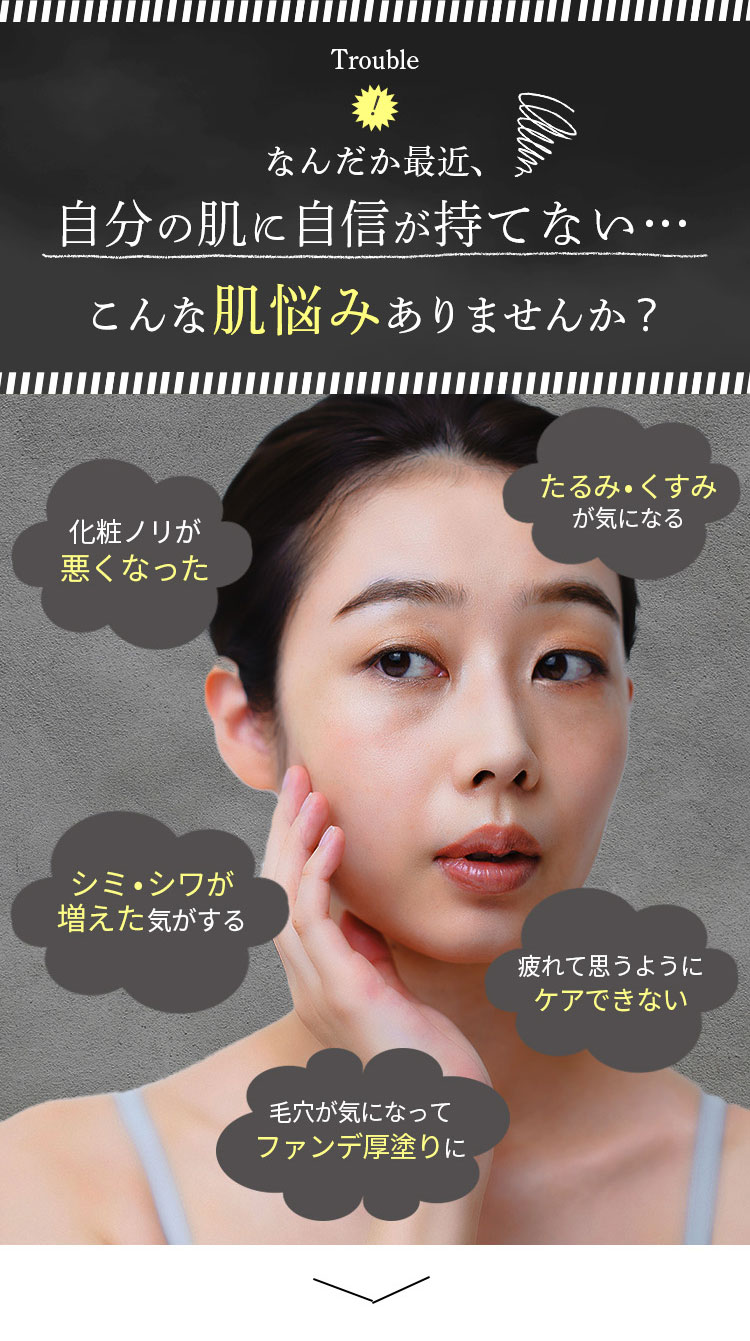 Trouble
!
なんだか最近、
自分の肌に自信が持てない…
こんな肌悩みありませんか？
たるみ・くすみ
が気になる
化粧ノリが
悪くなった
シミ・シワが
増えた気がする
疲れて思うように
ケアできない
毛穴が気になって
ファンデ厚塗りに